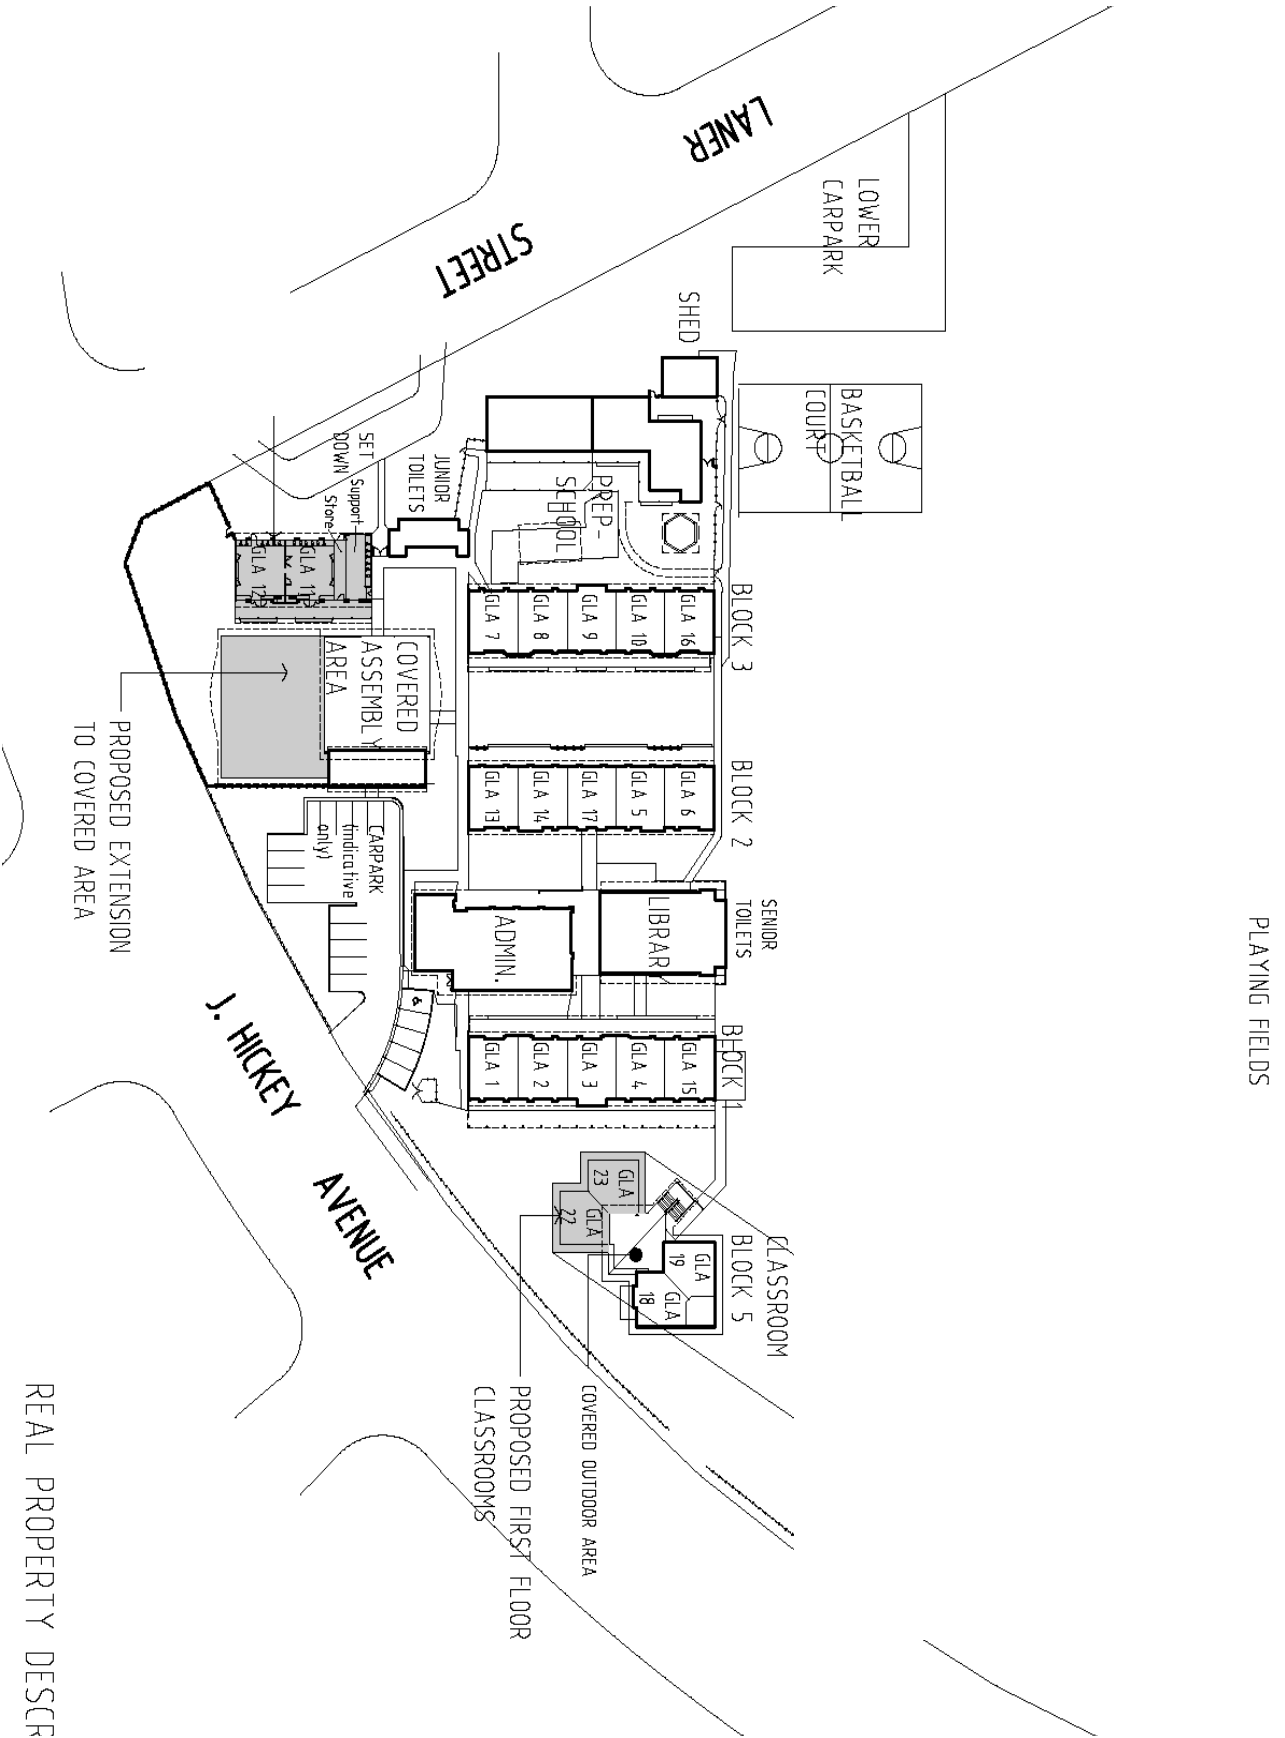 PLAYING FIELDS
LANER
STREET
LOWER
CARPARK
SHED
BASKETBALL
COURT
SET
DOWN
Support
Store
JUNIOR
TOILETS
PREP-
SCHOOL
GLA 12
GLA 11
BLOCK 3
GLA 16
GLA 10
GLA 9
GLA 8
GLA 7
COVERED
ASSEMBLY
AREA
PROPOSED EXTENSION
TO COVERED AREA
BLOCK 2
GLA 6
GLA 5
GLA 17
GLA 14
GLA 13
CARPARK
(indicative
only)
SENIOR
TOILETS
LIBRAR
ADMIN.
BLOCK 1
GLA 15
GLA 4
GLA 3
GLA 2
GLA 1
J. HICKEY
AVENUE
CLASSROOM
BLOCK 5
GLA
19
GLA
18
GLA
23
GLA
22
COVERED OUTDOOR AREA
PROPOSED FIRST FLOOR
CLASSROOMS
REAL PROPERTY DESCR